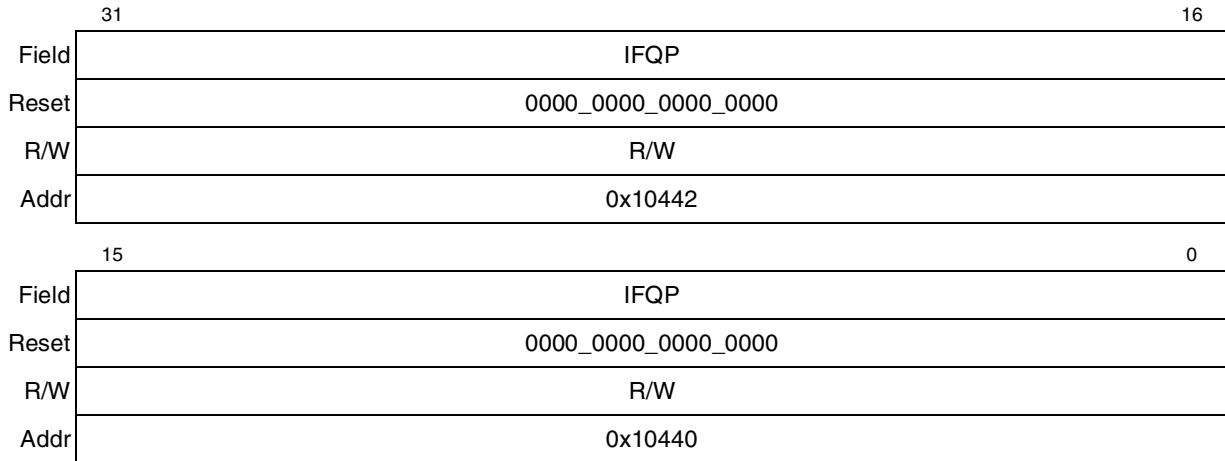 31 16
Field IFQP
Reset 0000_0000_0000_0000
R/W R/W
Addr 0x10442
15 0
Field IFQP
Reset 0000_0000_0000_0000
R/W R/W
Addr 0x10440